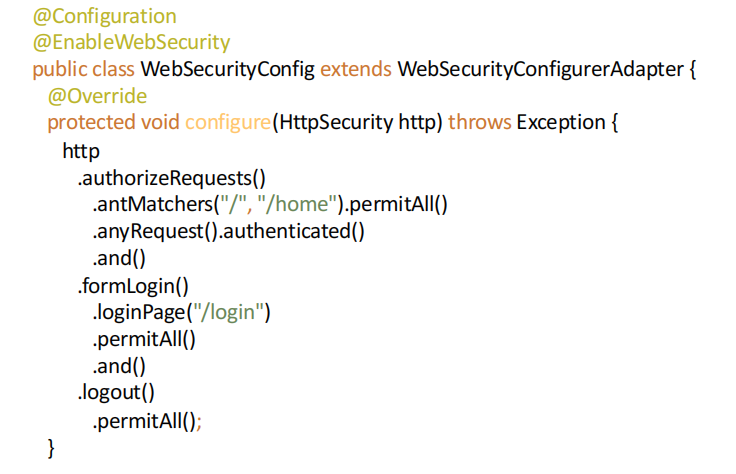 @Configuration
@EnableWebSecurity
public class WebSecurityConfig extends WebSecurityConfigurerAdapter {
@Override
protected void configure(HttpSecurity http) throws Exception {
http
.authorizeRequests()
.antMatchers("/", "/home").permitAll()
.anyRequest().authenticated()
.and()
.formLogin()
.loginPage("/login")
.permitAll()
.and()
.logout()
.permitAll();
}